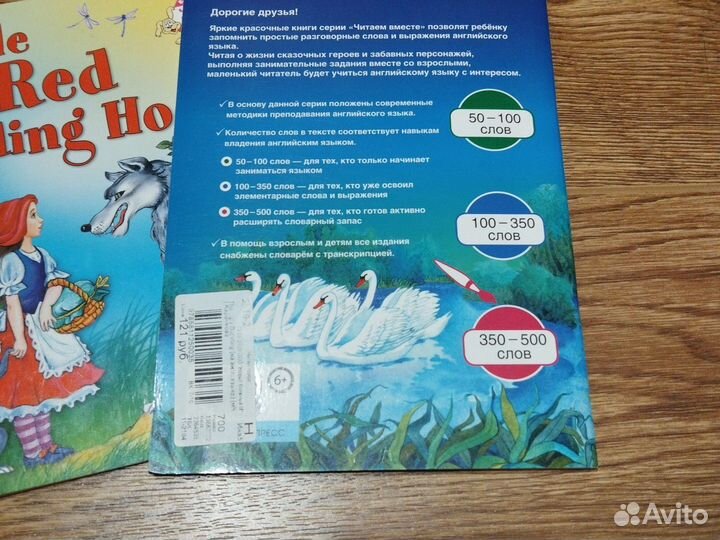 le
Red
ding Ho
Дорогие друзья!
Яркие красочные книги серии «Читаем вместе» позволят ребёнку
запомнить простые разговорные слова и выражения английского
языка.
Читая о жизни сказочных героев и забавных персонажей,
выполняя занимательные задания вместе со взрослыми,
маленький читатель будет учиться английскому языку с интересом.
✓ В основу данной серии положены современные
методики преподавания английского языка.
✓ Количество слов в тексте соответствует навыкам
владения английским языком.
50–100 слов — для тех, кто только начинает
заниматься языком
100–350 слов — для тех, кто уже освоил
элементарные слова и выражения
350–500 слов — для тех, кто готов активно
расширять словарный запас
✓ В помощь взрослым и детям все издания
снабжены словарём с транскрипцией.
50–100
слов
100–350
слов
350–500
слов
121 руб.
700
6+
Н
ПРЕСС
Avito